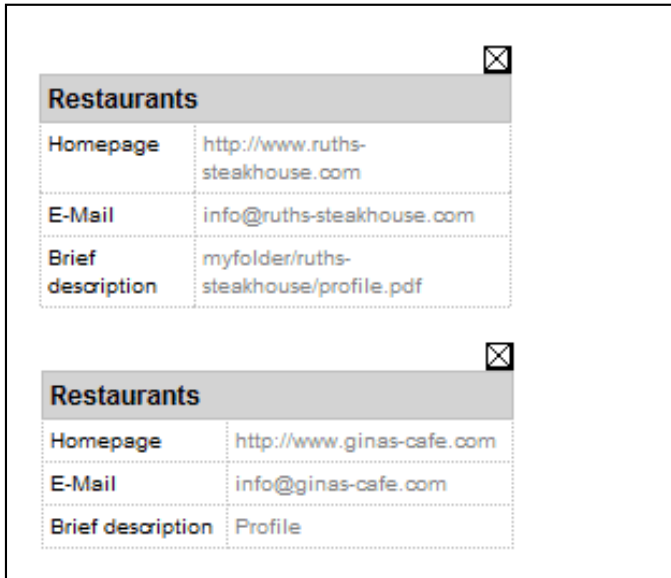 Restaurants
Homepage http://www.ruths-
steakhouse.com
E-Mail info@ruths-steakhouse.com
Brief myfolder/ruths-
description steakhouse/profile.pdf
Restaurants
Homepage http://www.ginas-cafe.com
E-Mail info@ginas-cafe.com
Brief description Profile